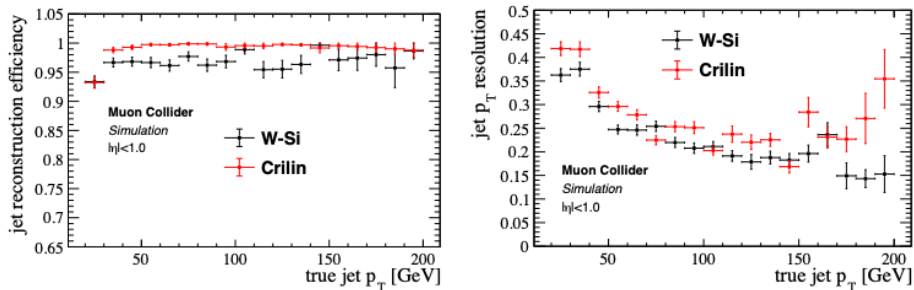 jet reconstruction efficiency
1
0.95
0.9
0.85
0.8
0.75
0.7
0.65
Muon Collider
Simulation
|η|<1.0
W-Si
Crilin
50
100
150
200
true jet p_T [GeV]
jet p_T resolution
0.5
0.45
0.4
0.35
0.3
0.25
0.2
0.15
0.15
0.05
0
W-Si
Crilin
Muon Collider
Simulation
|η|<1.0
50
100
150
200
true jet p_T [GeV]